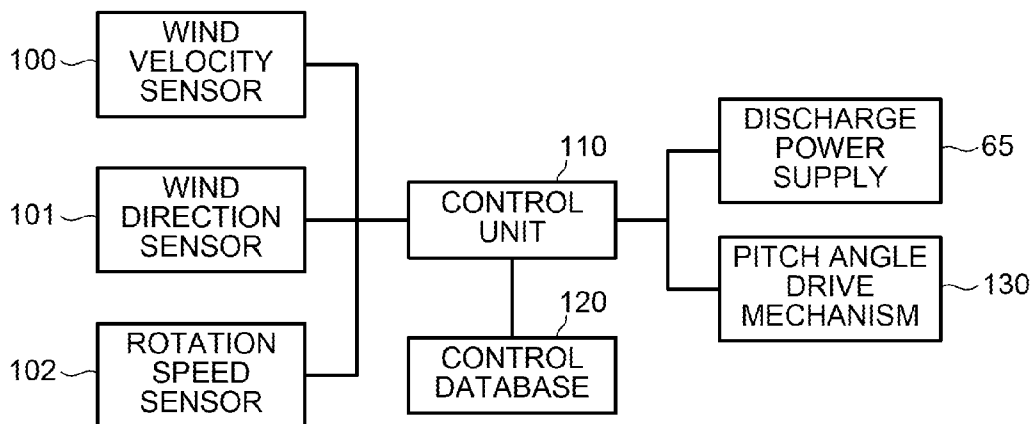 100
WIND
VELOCITY
SENSOR
101
WIND
DIRECTION
SENSOR
102
ROTATION
SPEED
SENSOR
110
CONTROL
UNIT
120
CONTROL
DATABASE
DISCHARGE
POWER
SUPPLY
65
PITCH ANGLE
DRIVE
MECHANISM
130